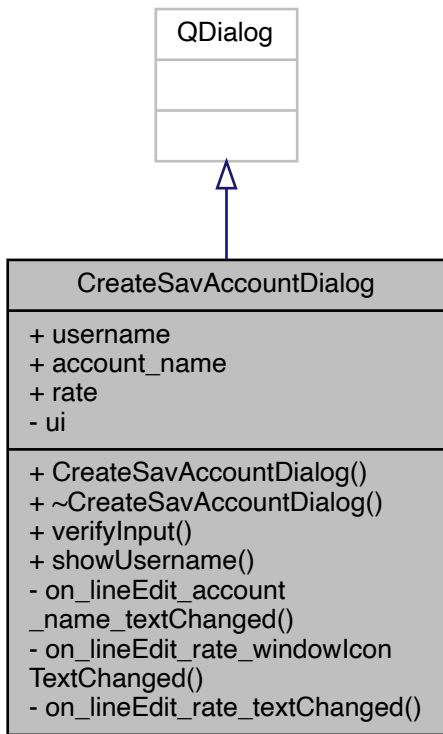 QDialog
CreateSavAccountDialog
+ username
+ account_name
+ rate
- ui
+ CreateSavAccountDialog()
+ ~CreateSavAccountDialog()
+ verifyInput()
+ showUsername()
- on_lineEdit_account
_name_textChanged()
- on_lineEdit_rate_windowIcon
TextChanged()
- on_lineEdit_rate_textChanged()